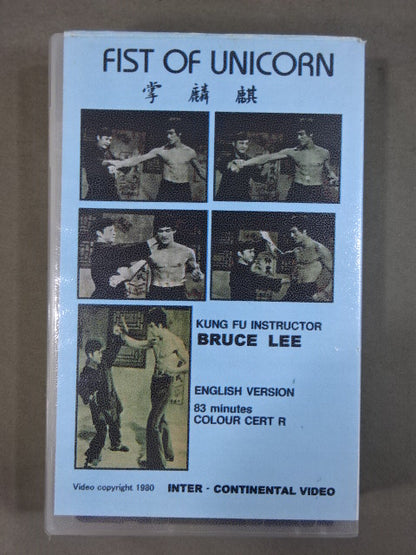 FIST OF UNICORN
掌麟麒
KUNG FU INSTRUCTOR
BRUCE LEE
ENGLISH VERSION
83 minutes
COLOUR CERT R
Video copyright 1980 INTER - CONTINENTAL VIDEO